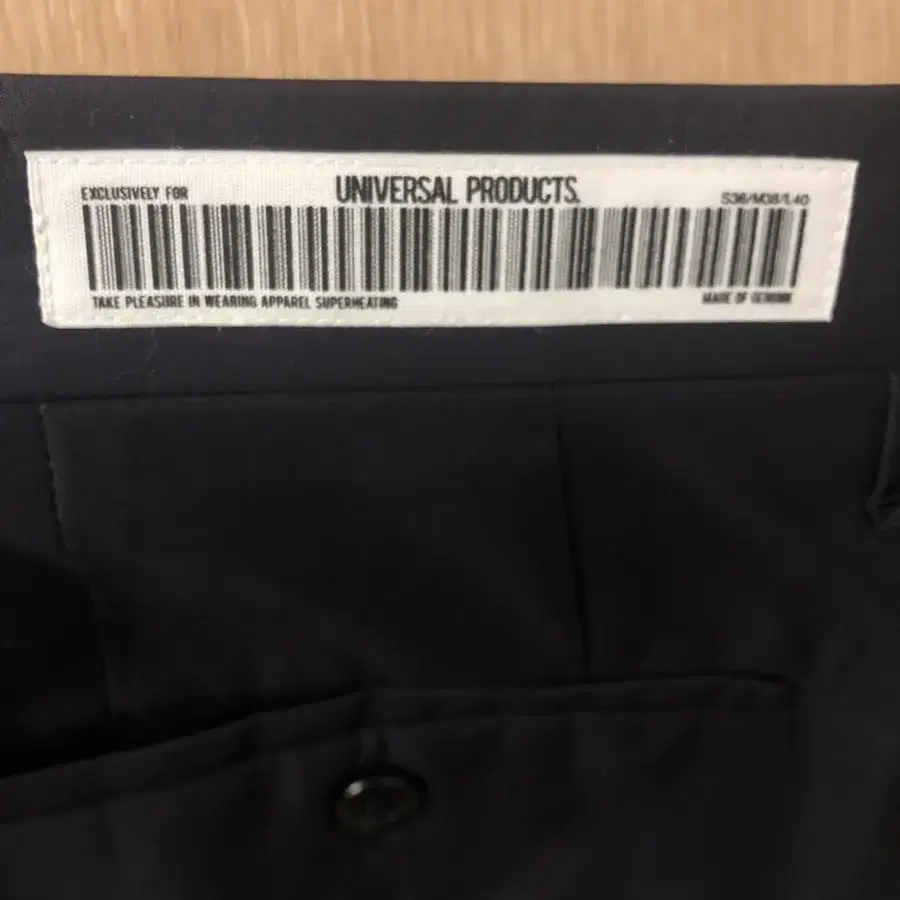 EXCLUSIVELY FOR
UNIVERSAL PRODUCTS.
S36/M38/L40
TAKE PLEASURE IN WEARING APPAREL SUPERHEATING
MADE OF GENUINE